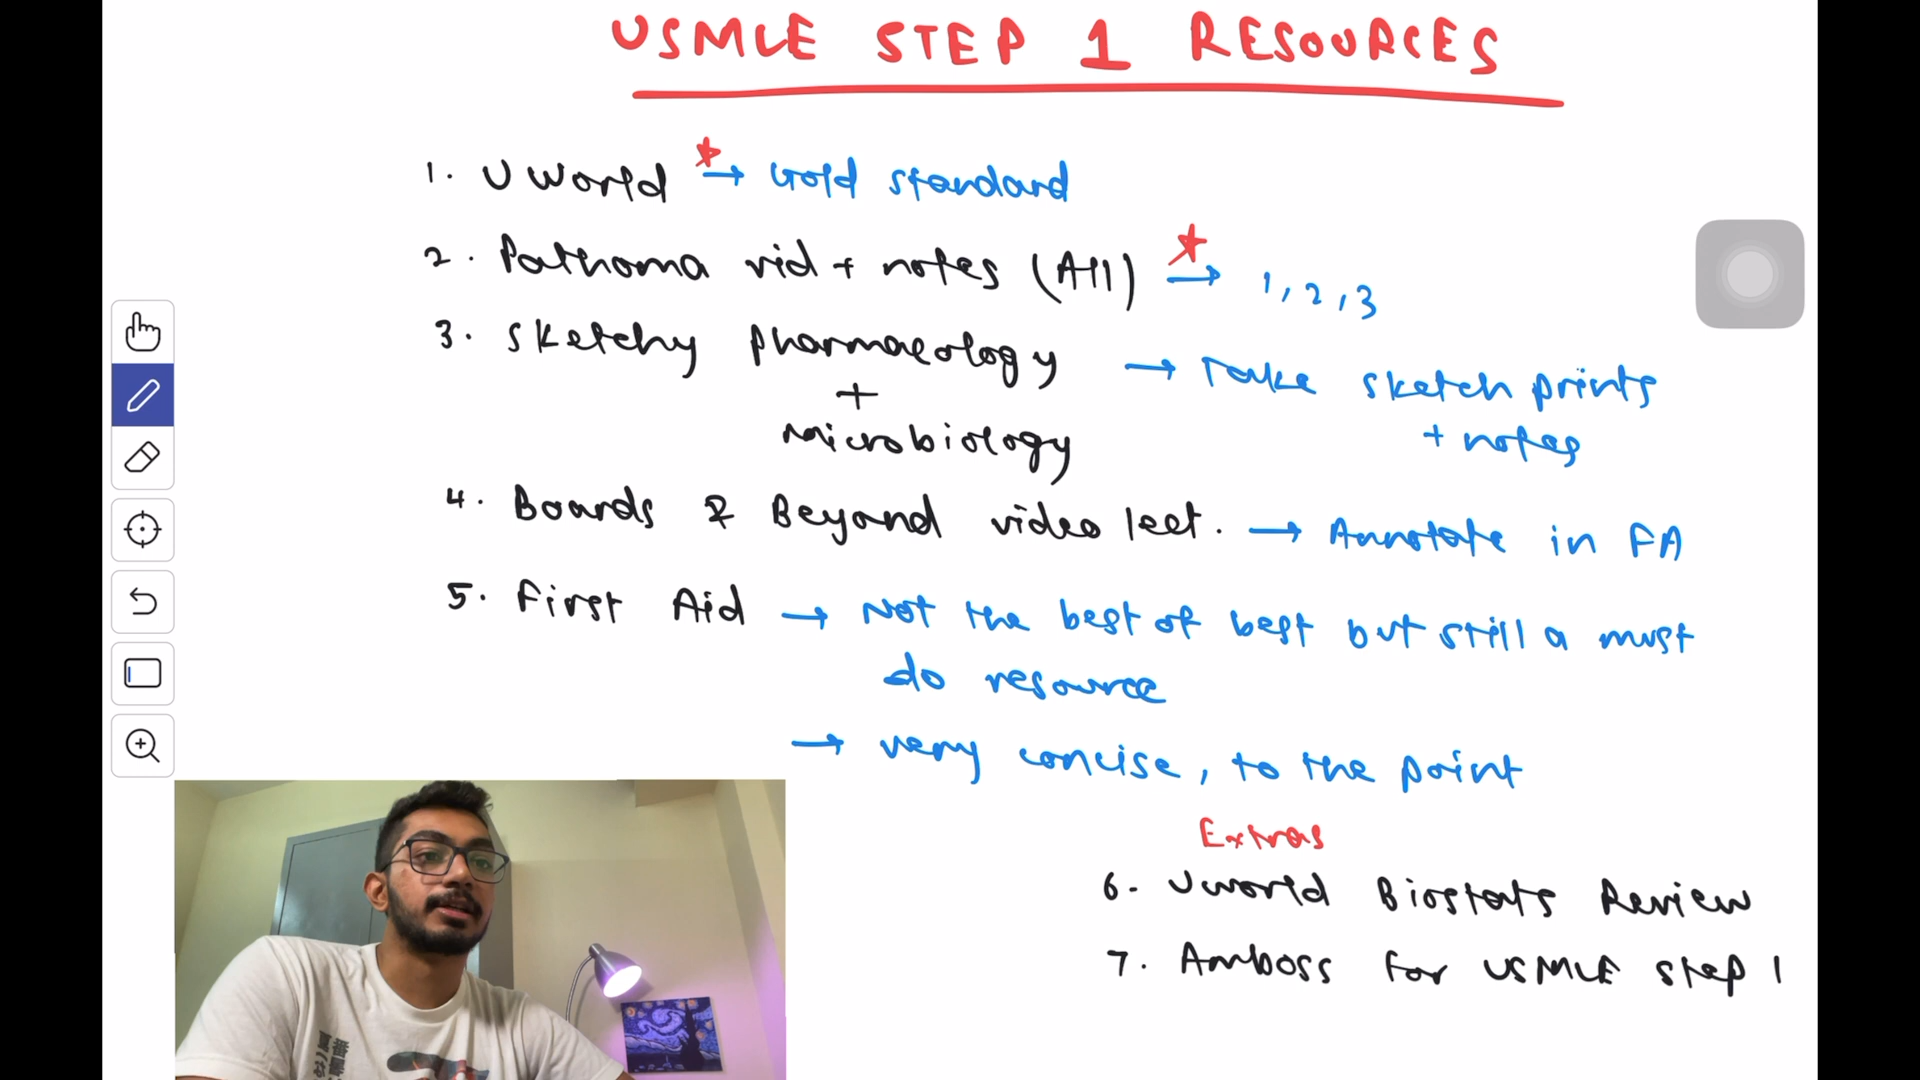 USMLE STEP 1 RESOURCES
1. UWorld → Gold standard
2. Pathoma vid + notes (All) → 1, 2, 3
3. Sketchy pharmacology → Take sketch prints
+ + notes
microbiology
4. Boards & Beyond video lect. → Annotate in FA
5. First Aid → Not the best of best but still a must
do resource
→ very concise, to the point
Extras
6. Uworld Biostats Review
7. Amboss for USMLE step 1